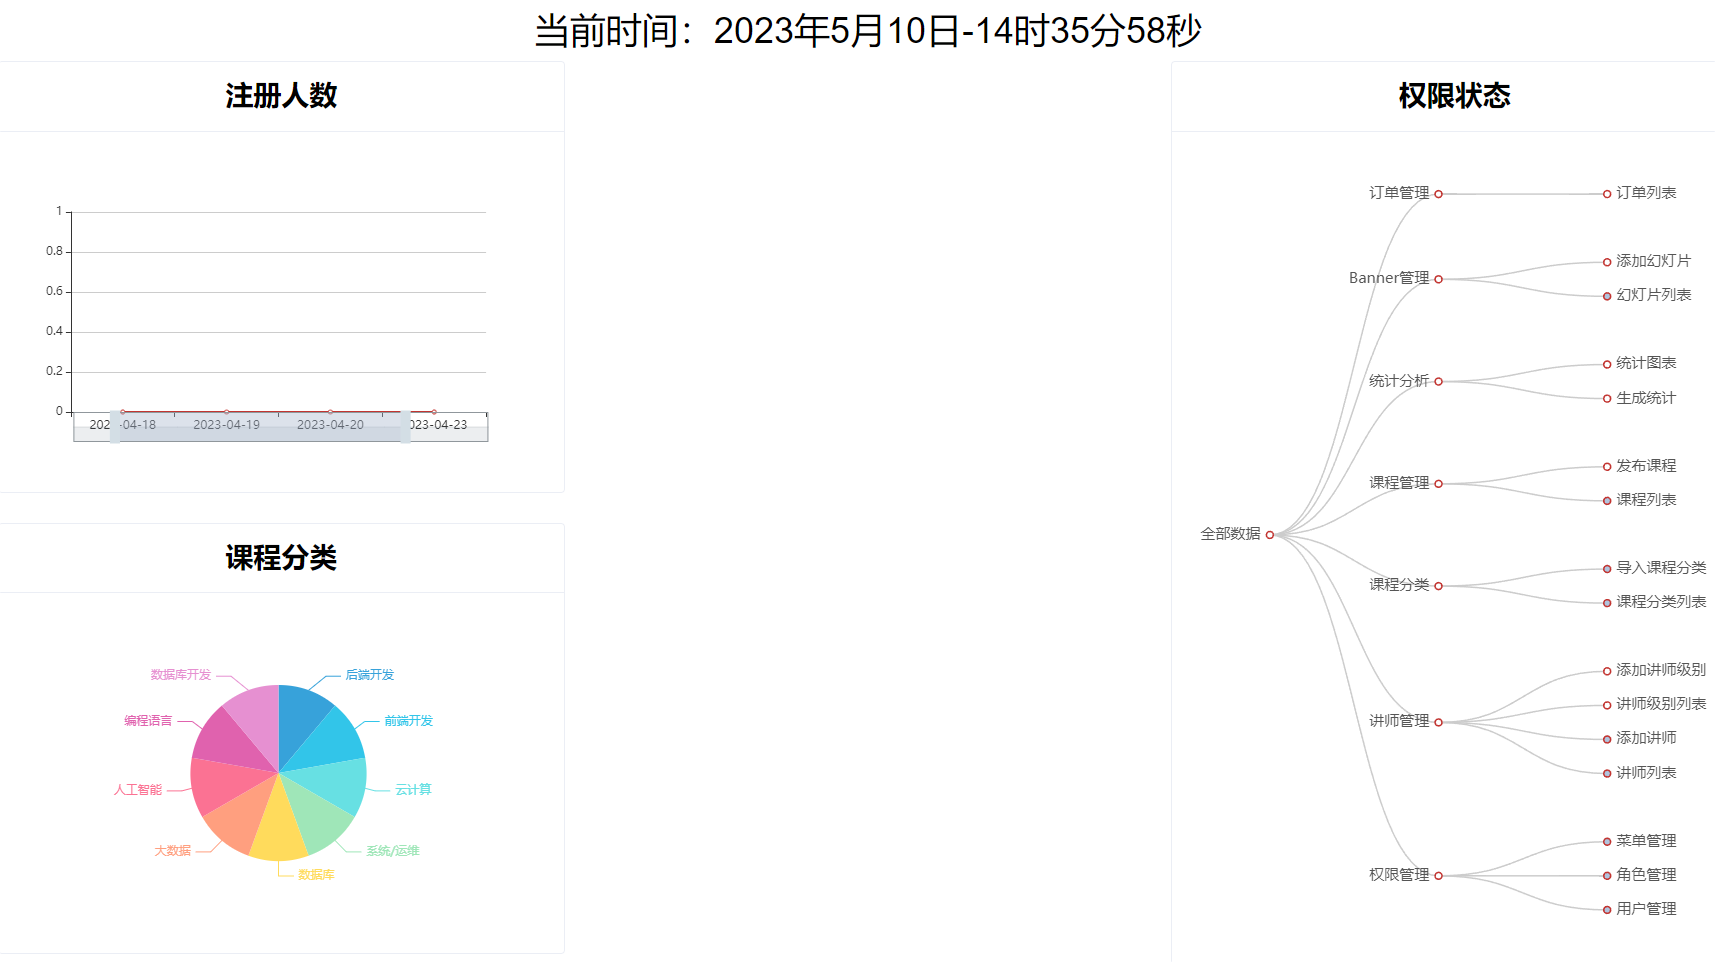 当前时间：2023年5月10日-14时35分58秒
注册人数
1
0.8
0.6
0.4
0.2
0
2023-04-18
2023-04-19
2023-04-20
2023-04-23
课程分类
数据库开发
后端开发
编程语言
前端开发
人工智能
云计算
大数据
系统/运维
数据库
权限状态
全部数据
订单管理
订单列表
Banner管理
添加幻灯片
幻灯片列表
统计分析
统计图表
生成统计
课程管理
发布课程
课程列表
课程分类
导入课程分类
课程分类列表
讲师管理
添加讲师级别
讲师级别列表
添加讲师
讲师列表
权限管理
菜单管理
角色管理
用户管理